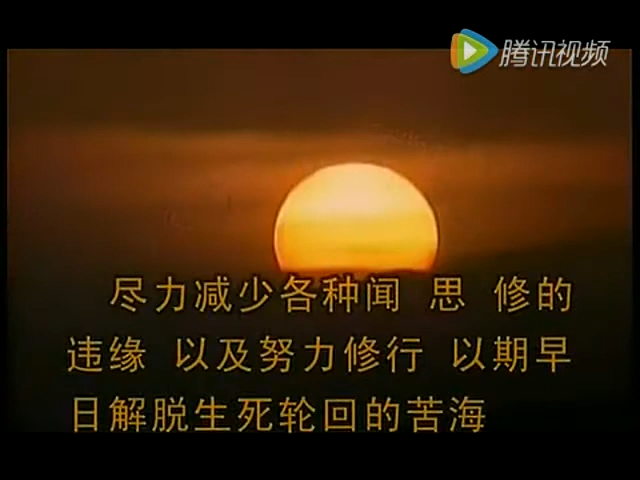 腾讯视频
尽力减少各种闻 思 修的
违缘 以及努力修行 以期早
日解脱生死轮回的苦海